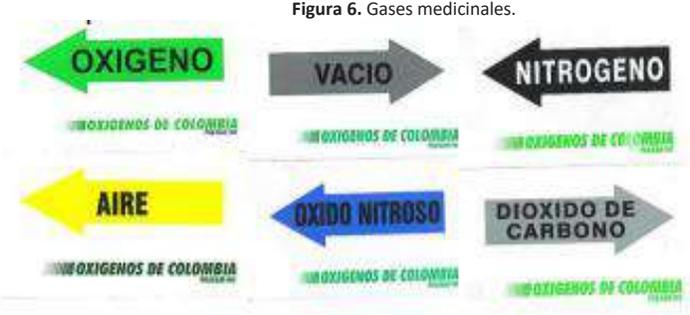 Figura 6. Gases medicinales.
OXIGENO
OXIGENOS DE COLOMBIA
VACIO
OXIGENOS DE COLOMBIA
NITROGENO
OXIGENOS DE COLOMBIA
AIRE
OXIGENOS DE COLOMBIA
OXIDO NITROSO
OXIGENOS DE COLOMBIA
DIOXIDO DE
CARBONO
OXIGENOS DE COLOMBIA